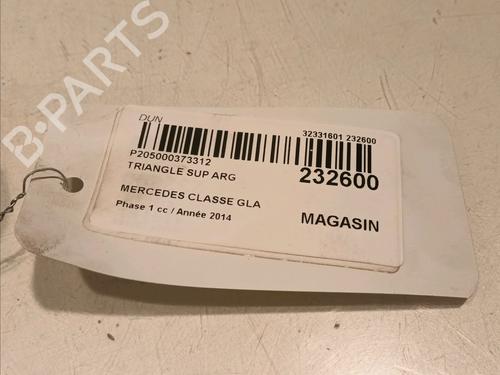 B-PARTS
DUN
32331601 232600
P205000373312
TRIANGLE SUP ARG
232600
MERCEDES CLASSE GLA
Phase 1 cc / Année 2014
MAGASIN